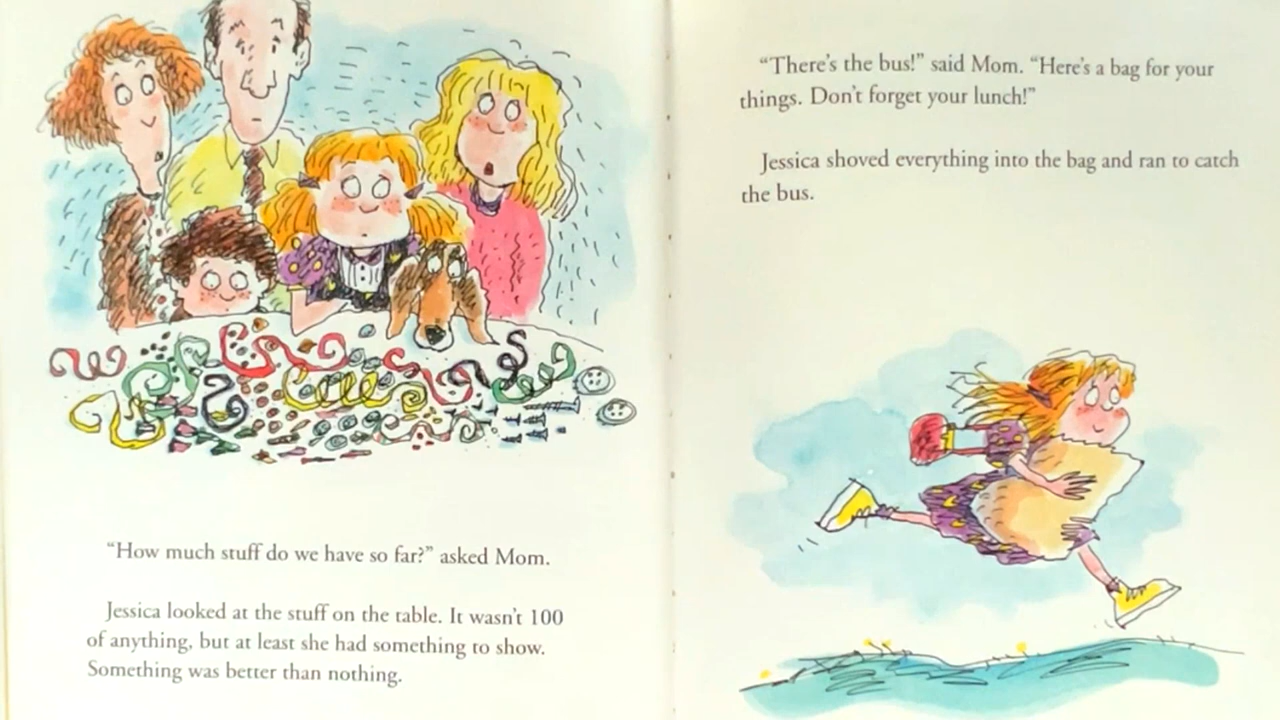 “How much stuff do we have so far?” asked Mom.
Jessica looked at the stuff on the table. It wasn’t 100
of anything, but at least she had something to show.
Something was better than nothing.
“There’s the bus!” said Mom. “Here’s a bag for your
things. Don’t forget your lunch!”
Jessica shoved everything into the bag and ran to catch
the bus.